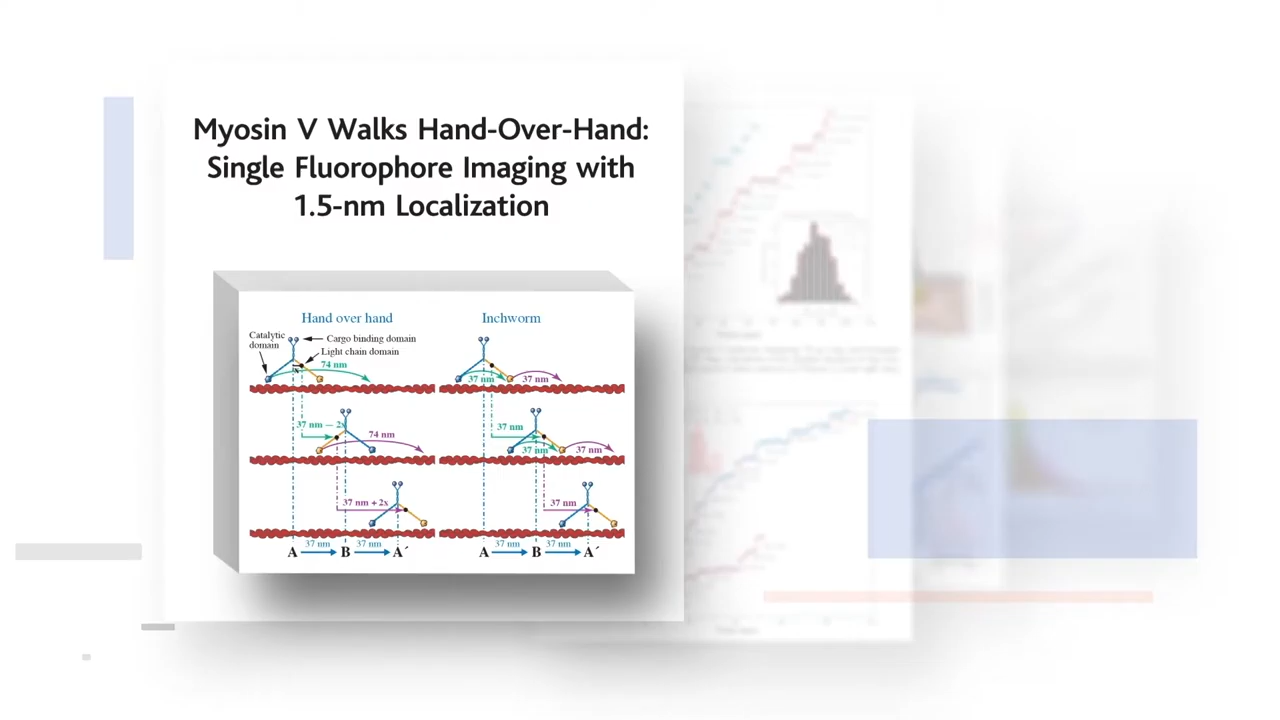 Myosin V Walks Hand-Over-Hand:
Single Fluorophore Imaging with
1.5-nm Localization
Hand over hand
Inchworm
Catalytic
domain
Cargo binding domain
Light chain domain
x
74 nm
37 nm
37 nm
37 nm – 2x
74 nm
37 nm
37 nm
37 nm
37 nm + 2x
37 nm
37 nm
37 nm
37 nm
37 nm
A
B
A´
A
B
A´